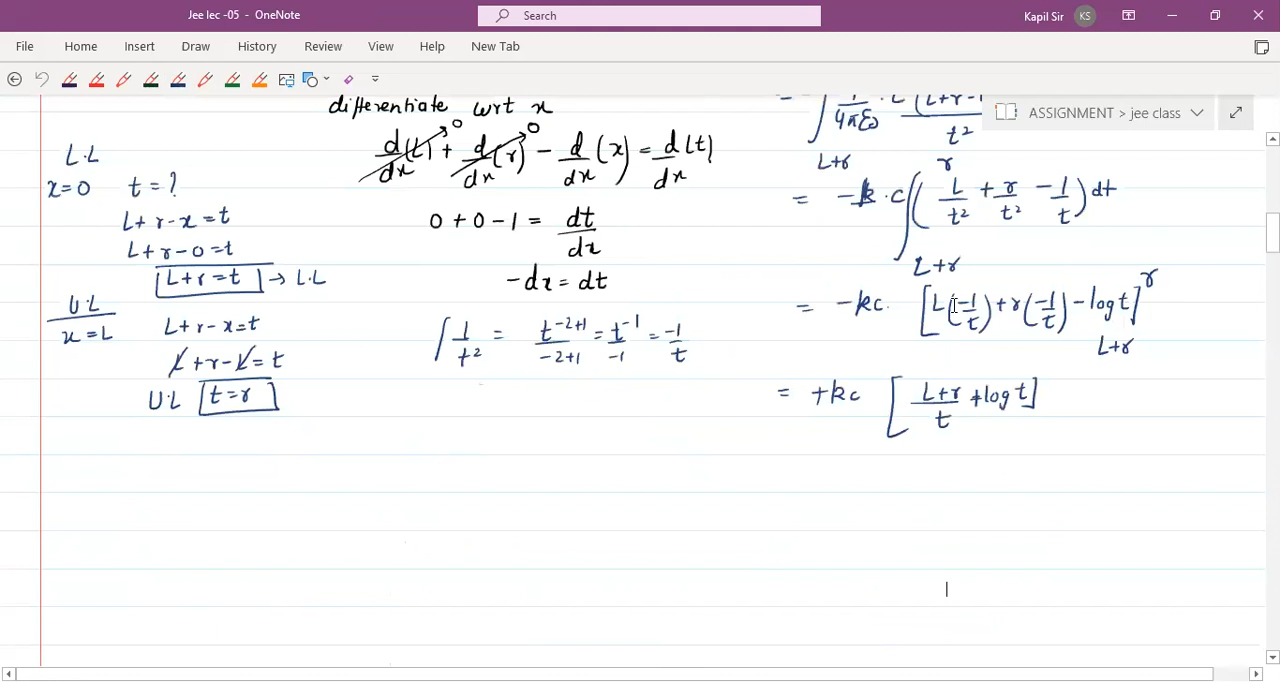 Jee lec -05 - OneNote
Search
Kapil Sir KS
File Home Insert Draw History Review View Help New Tab
ASSIGNMENT > jee class
differentiate wrt x
d/dx (t) + d/dx (r) - d/dx (x) = d/dx (t)
0 0
0 + 0 - 1 = dt/dx
-dx = dt
∫ 1/t² = t^(-2+1)/(-2+1) = t⁻¹/-1 = -1/t
L.L
x=0 t=?
L+r-x=t
L+r-0=t
L+r=t → L.L
U.L
x=L L+r-x=t
L+r-L=t
U.L t=r
= ∫ 1/4πε₀ . (L+r- / t²
L+r r
= -k.c ∫ (L/t² + r/t² - 1/t) dt
L+r
= -kc. [L(-1/t) + r(-1/t) - log t] r
L+r
= +kc [L+r/t + log t]